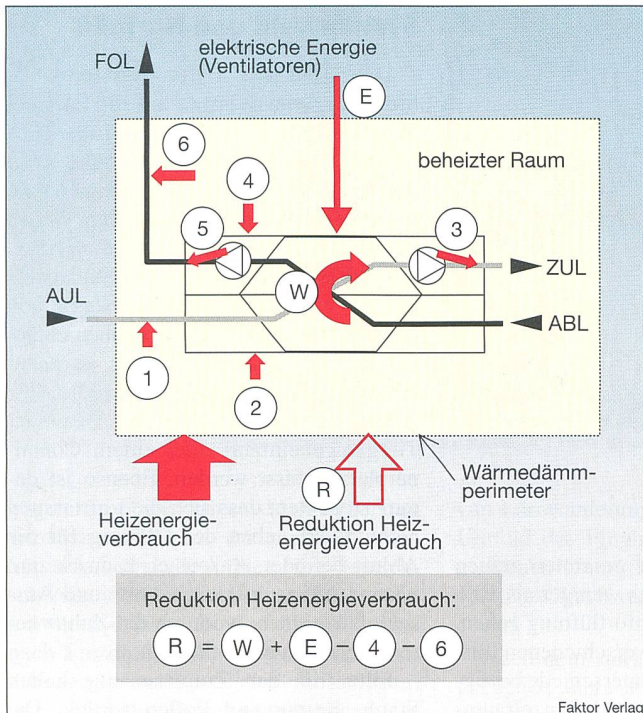 FOL
elektrische Energie
(Ventilatoren)
E
6
beheizter Raum
4
5
3
W
ZUL
AUL
ABL
1
2
R
Wärmedämm-
perimeter
Heizenergie-
verbrauch
Reduktion Heiz-
energieverbrauch
Reduktion Heizenergieverbrauch:
R = W + E – 4 – 6
Faktor Verlag